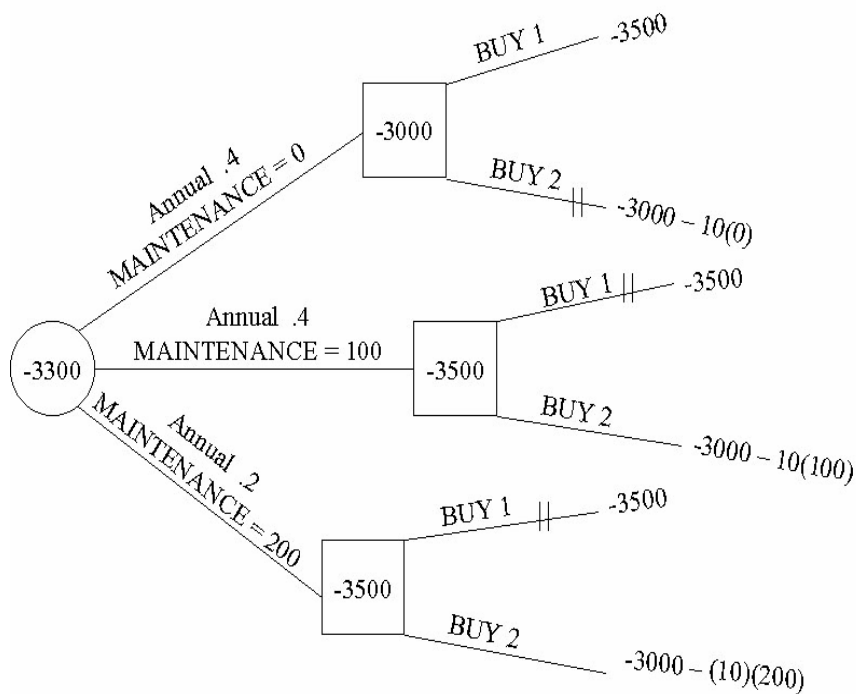 BUY 1
-3500
-3000
Annual .4
MAINTENANCE = 0
BUY 2
-3000 – 10(0)
BUY 1
-3500
Annual .4
MAINTENANCE = 100
-3300
-3500
BUY 2
-3000 – 10(100)
Annual .2
MAINTENANCE = 200
BUY 1
-3500
-3500
BUY 2
-3000 – (10)(200)